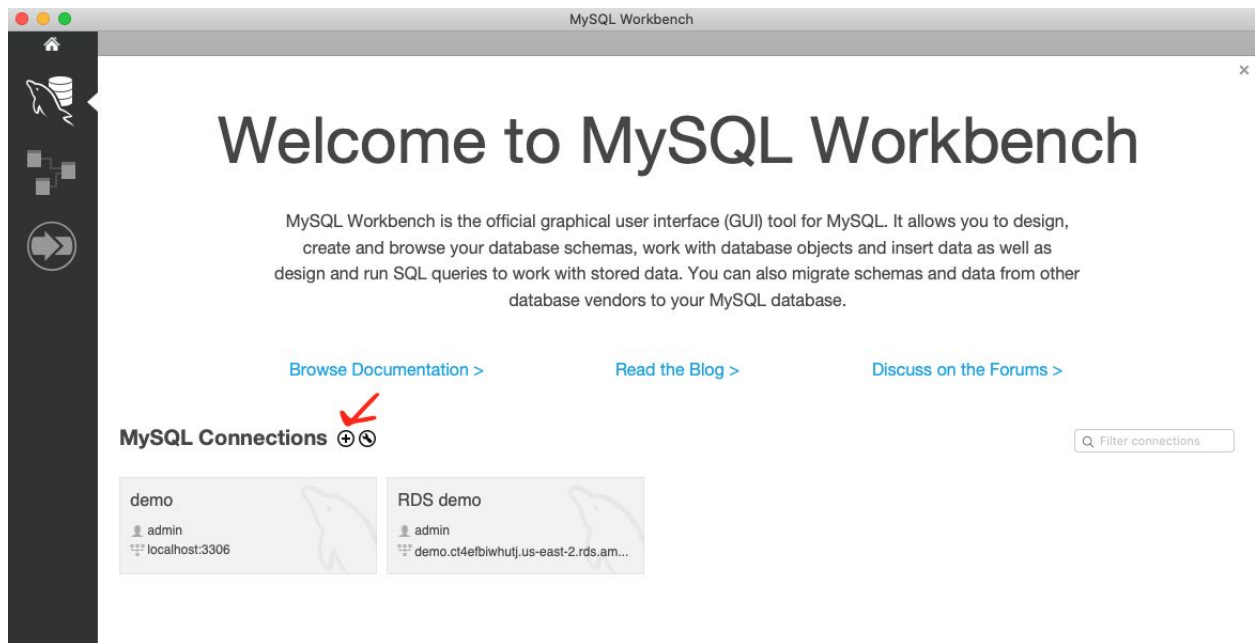 MySQL Workbench
Welcome to MySQL Workbench
MySQL Workbench is the official graphical user interface (GUI) tool for MySQL. It allows you to design,
create and browse your database schemas, work with database objects and insert data as well as
design and run SQL queries to work with stored data. You can also migrate schemas and data from other
database vendors to your MySQL database.
Browse Documentation >
Read the Blog >
Discuss on the Forums >
MySQL Connections
Filter connections
demo
admin
localhost:3306
RDS demo
admin
demo.ct4efbiwhutj.us-east-2.rds.am...